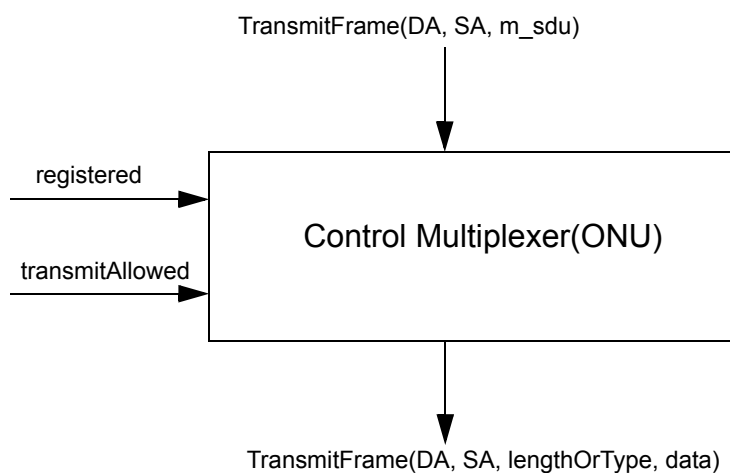 TransmitFrame(DA, SA, m_sdu)
registered
Control Multiplexer(ONU)
transmitAllowed
TransmitFrame(DA, SA, lengthOrType, data)